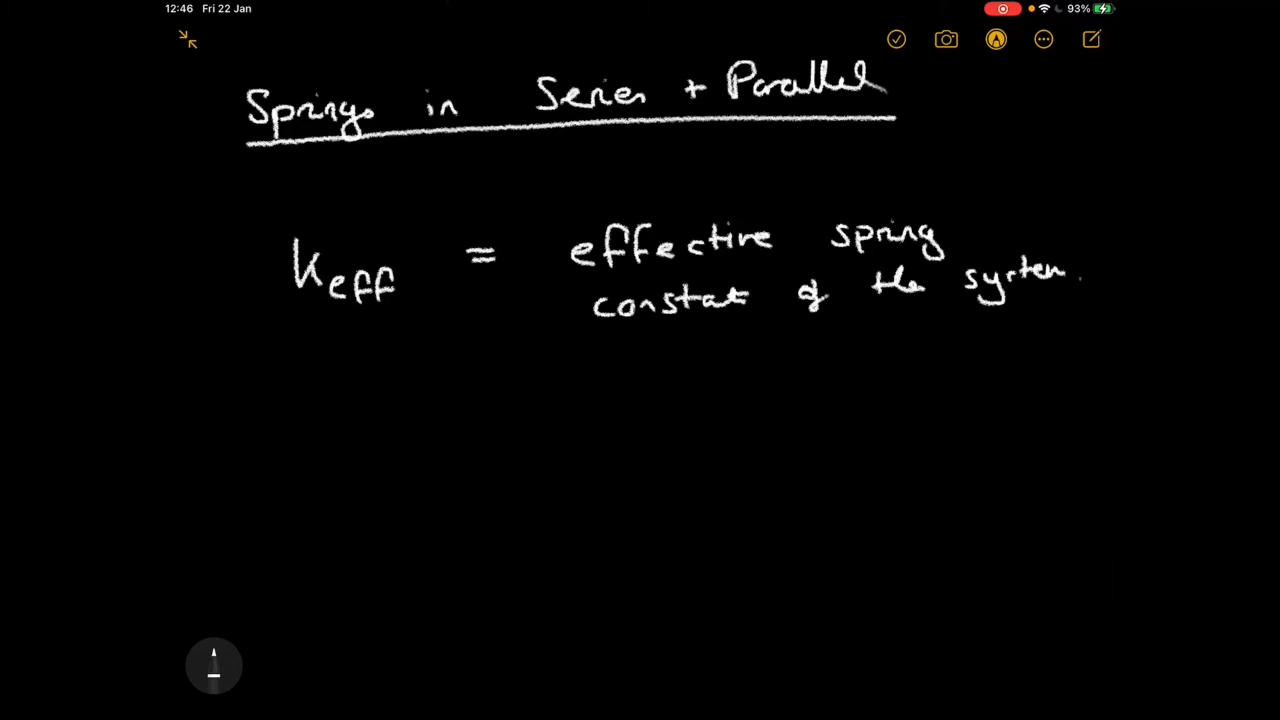 12:46 Fri 22 Jan 93%
Springs in Series + Parallel
keff = effective spring
constant of the system.